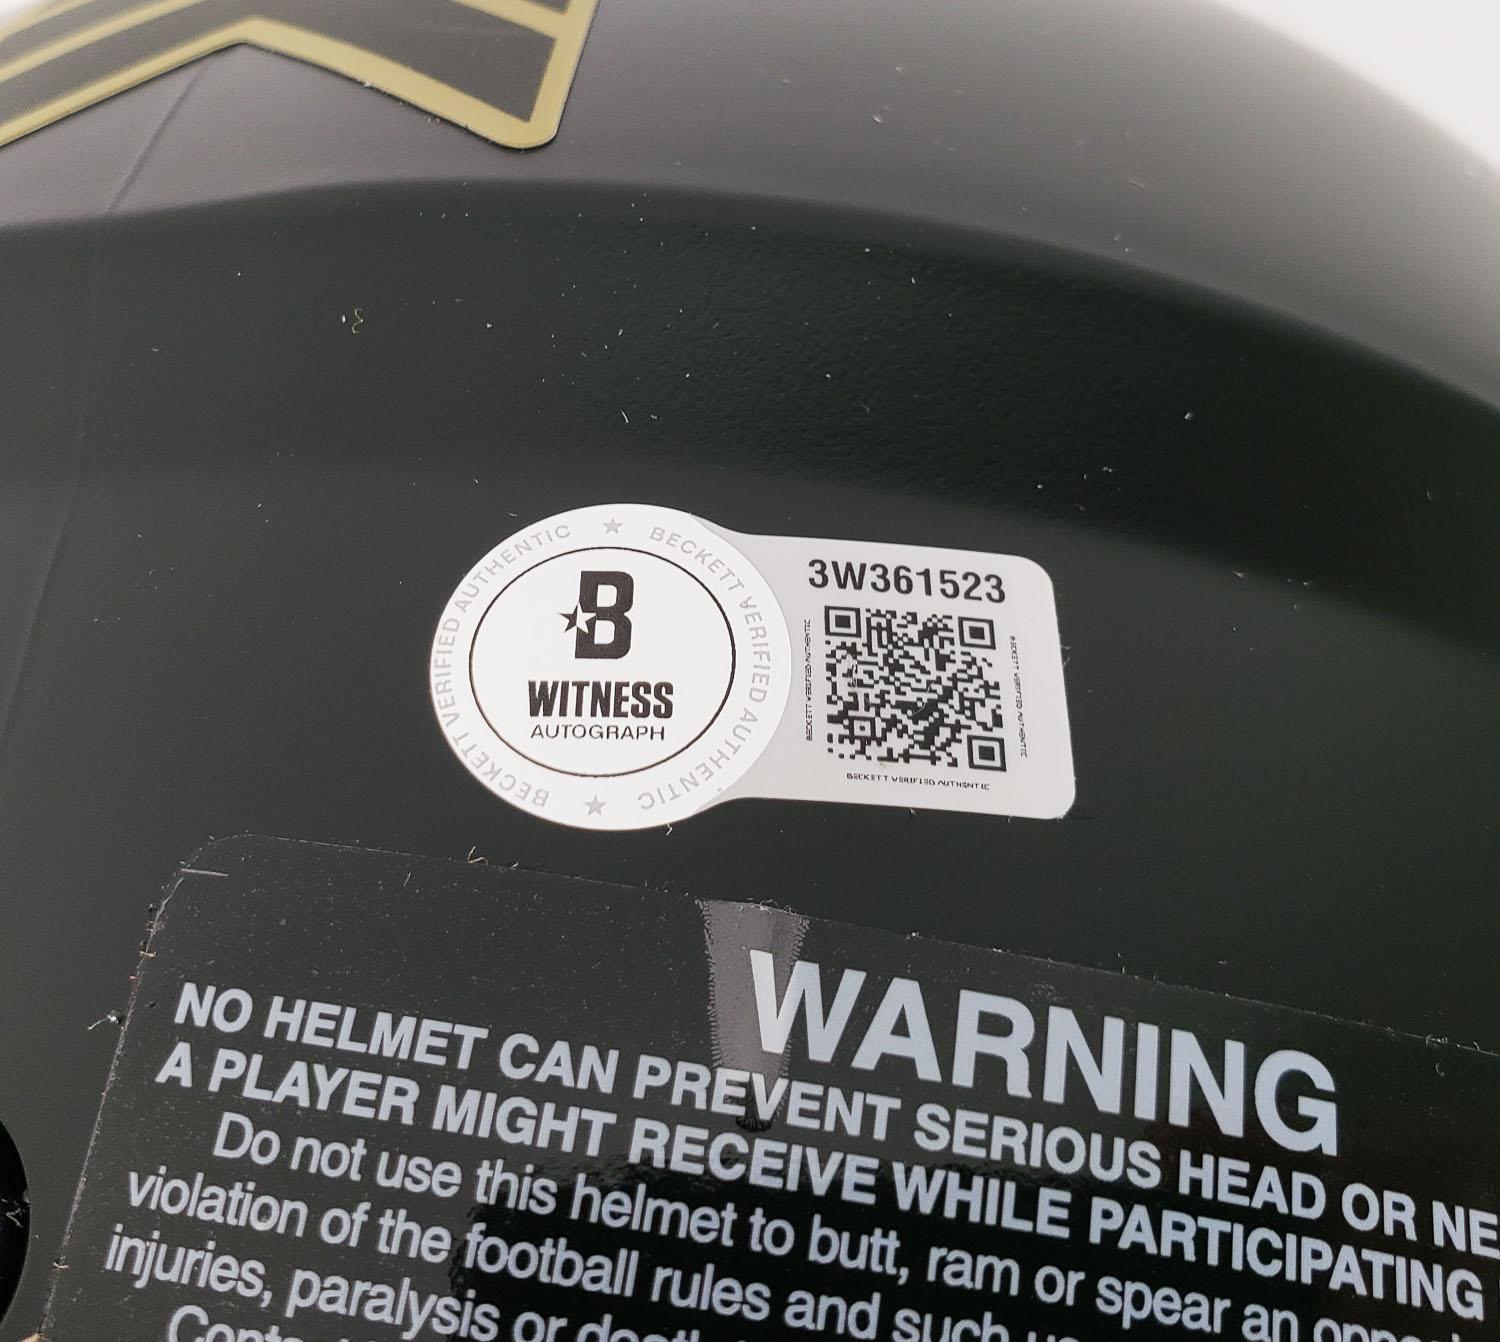 BECKETT VERIFIED AUTHENTIC ★ BECKETT VERIFIED AUTHENTIC ★
B
WITNESS
AUTOGRAPH
3W361523
BECKETT VERIFIED AUTHENTIC
BECKETT VERIFIED AUTHENTIC
BECKETT VERIFIED AUTHENTIC
WARNING
NO HELMET CAN PREVENT SERIOUS HEAD OR NE
A PLAYER MIGHT RECEIVE WHILE PARTICIPATING
Do not use this helmet to butt, ram or spear an opp
violation of the football rules and such
injuries, paralysis or